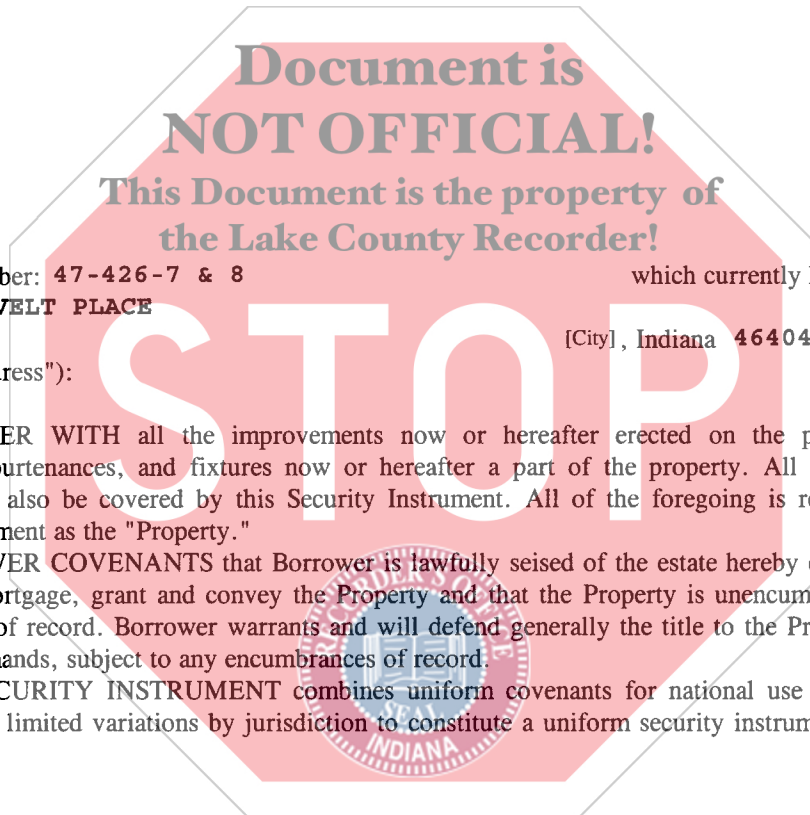 Document is
NOT OFFICIAL!
This Document is the property of
the Lake County Recorder!
ber: 47-426-7 & 8 which currently
VELT PLACE
[City], Indiana 46404
ress"):
STOP
ER WITH all the improvements now or hereafter erected on the p
urtenances, and fixtures now or hereafter a part of the property. All
also be covered by this Security Instrument. All of the foregoing is re
ment as the "Property."
VER COVENANTS that Borrower is lawfully seised of the estate hereby
ortgage, grant and convey the Property and that the Property is unencum
of record. Borrower warrants and will defend generally the title to the Pr
ands, subject to any encumbrances of record.
CURITY INSTRUMENT combines uniform covenants for national use
limited variations by jurisdiction to constitute a uniform security instrum
RECORDER'S OFFICE
SEAL
INDIANA